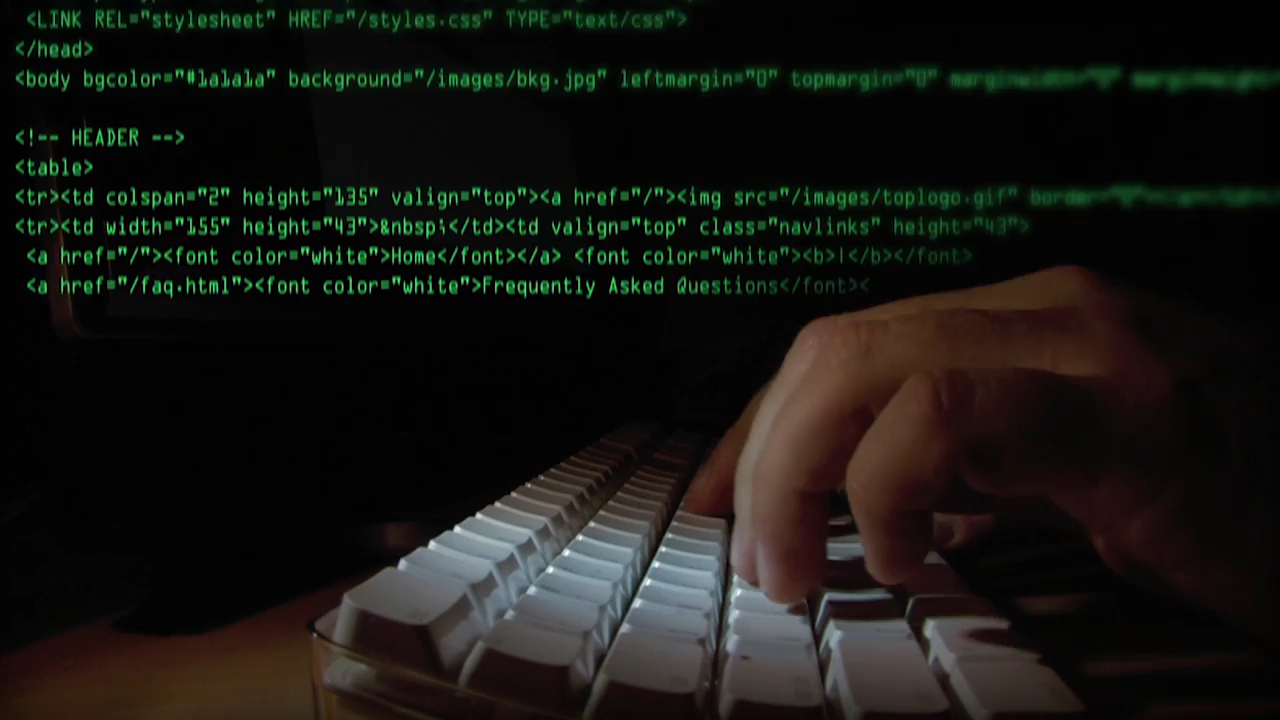 <LINK REL="stylesheet" HREF="/styles.css" TYPE="text/css">
</head>
<body bgcolor="#1a1a1a" background="/images/bkg.jpg" leftmargin="0" topmargin="0"
<!-- HEADER -->
<table>
<tr><td colspan="2" height="135" valign="top"><a href="/"><img src="/images/toplogo.gif"
<tr><td width="155" height="43">&nbsp;</td><td valign="top" class="navlinks" height="43">
<a href="/"><font color="white">Home</font></a> <font color="white"><b>|</b></font>
<a href="/faq.html"><font color="white">Frequently Asked Questions</font><